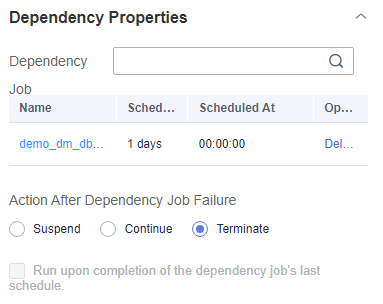 Dependency Properties
Dependency
Job
Name Sched... Scheduled At Op...
demo_dm_db... 1 days 00:00:00 Del...
Action After Dependency Job Failure
Suspend Continue Terminate
Run upon completion of the dependency job's last
schedule.